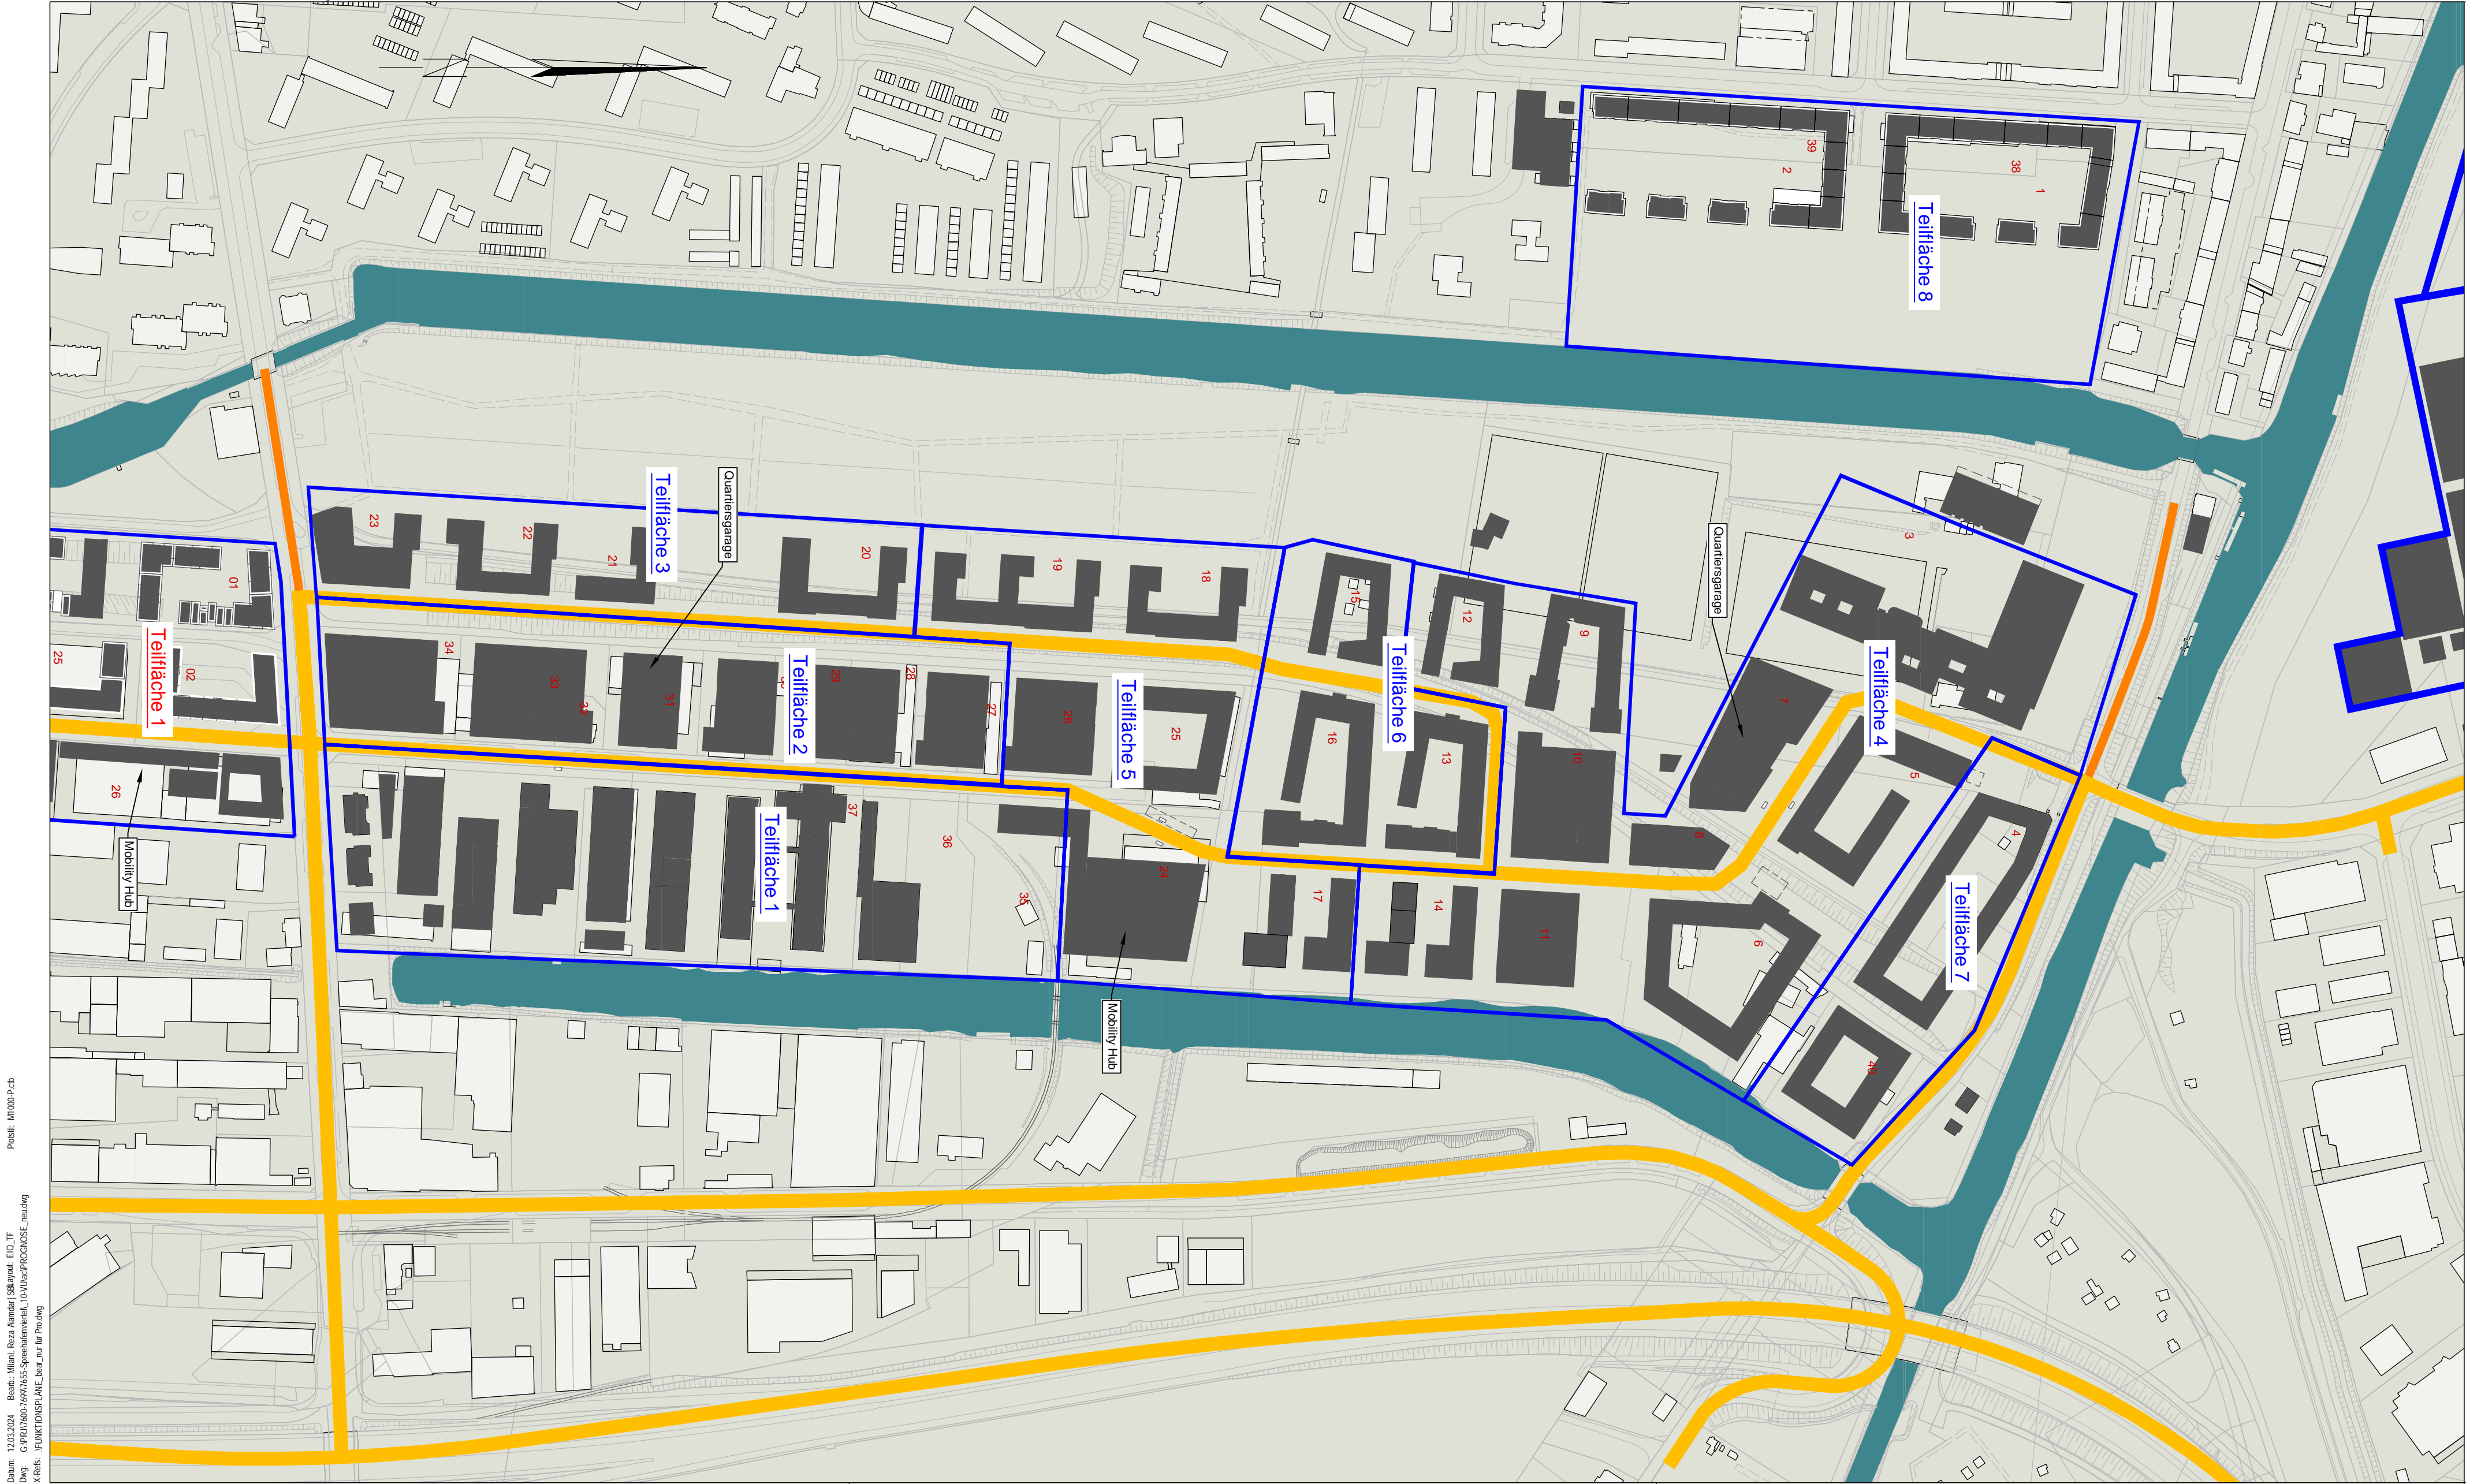 Teilfläche 8
39
2
38
1
Teilfläche 3
Quartiersgarage
23
22
21
20
19
18
15
12
9
3
Quartiersgarage
Teilfläche 4
7
5
4
Teilfläche 7
6
40
Teilfläche 6
16
13
10
8
Teilfläche 5
25
26
27
28
29
Teilfläche 2
31
32
33
34
01
02
25
Teilfläche 1
26
Mobility Hub
Teilfläche 1
37
36
35
24
Mobility Hub
17
14
11
Plotstil: M1000-P.ctb
Datum: 12.03.2024